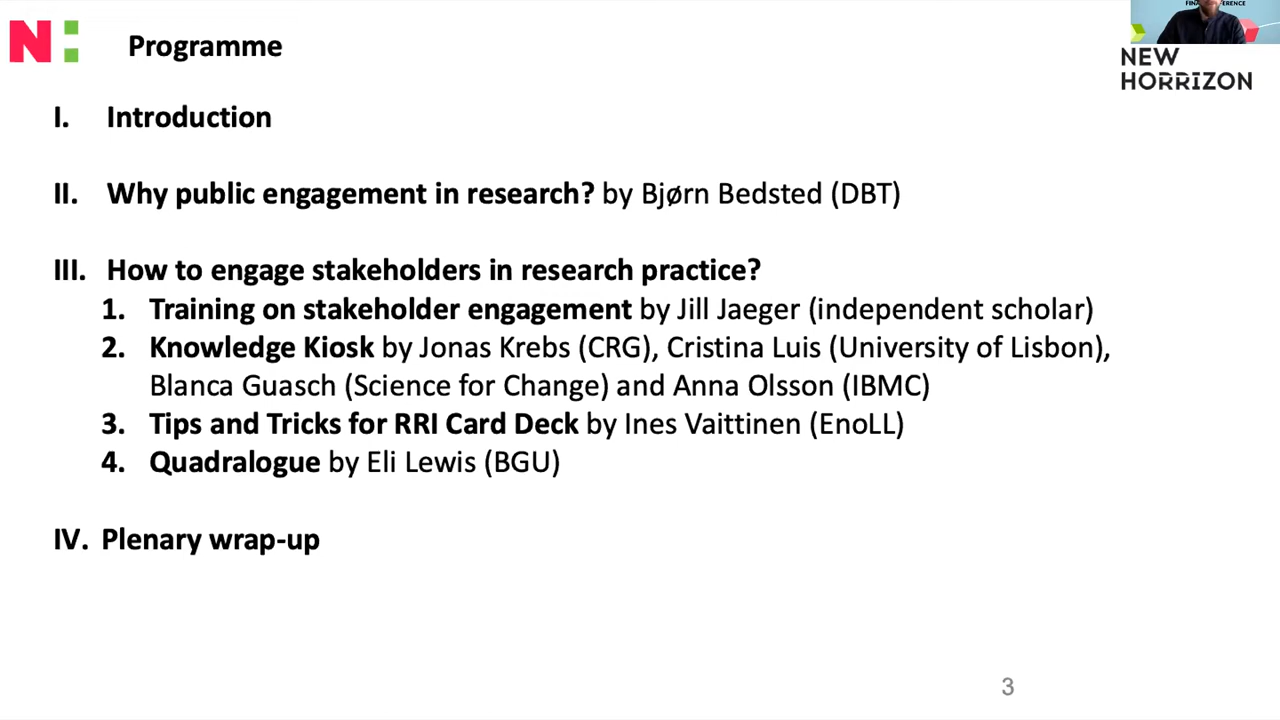 N:
Programme
NEW
HORRIZON
I. Introduction
II. Why public engagement in research? by Bjørn Bedsted (DBT)
III. How to engage stakeholders in research practice?
1. Training on stakeholder engagement by Jill Jaeger (independent scholar)
2. Knowledge Kiosk by Jonas Krebs (CRG), Cristina Luis (University of Lisbon),
Blanca Guasch (Science for Change) and Anna Olsson (IBMC)
3. Tips and Tricks for RRI Card Deck by Ines Vaittinen (EnoLL)
4. Quadralogue by Eli Lewis (BGU)
IV. Plenary wrap-up
3